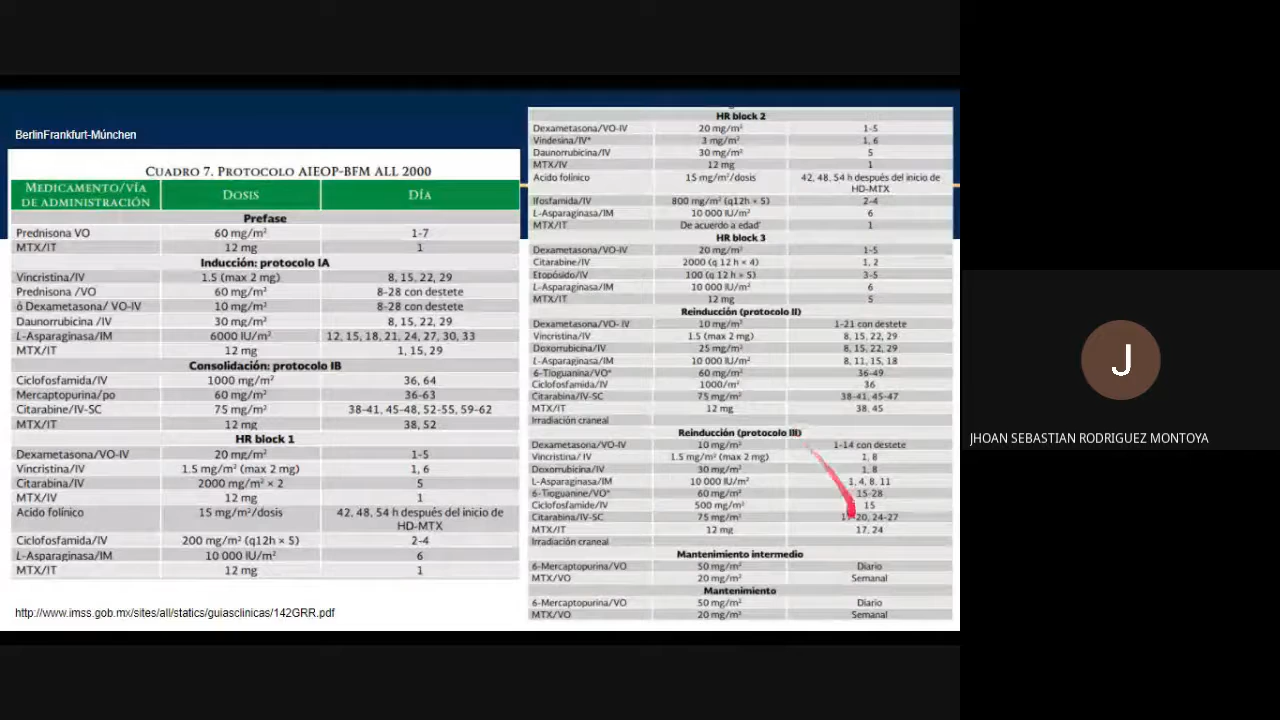 BerlinFrankfurt-Múnchen
CUADRO 7. PROTOCOLO AIEOP-BFM ALL 2000
MEDICAMENTO/VÍA DE ADMINISTRACIÓN DOSIS DÍA
Prefase
Prednisona VO 60 mg/m² 1-7
MTX/IT 12 mg 1
Inducción: protocolo IA
Vincristina/IV 1.5 (max 2 mg) 8, 15, 22, 29
Prednisona /VO 60 mg/m² 8-28 con destete
ó Dexametasona/ VO-IV 10 mg/m² 8-28 con destete
Daunorrubicina /IV 30 mg/m² 8, 15, 22, 29
L-Asparaginasa/IM 6000 IU/m² 12, 15, 18, 21, 24, 27, 30, 33
MTX/IT 12 mg 1, 15, 29
Consolidación: protocolo IB
Ciclofosfamida/IV 1000 mg/m² 36, 64
Mercaptopurina/po 60 mg/m² 36-63
Citarabine/IV-SC 75 mg/m² 38-41, 45-48, 52-55, 59-62
MTX/IT 12 mg 38, 52
HR block 1
Dexametasona/VO-IV 20 mg/m² 1-5
Vincristina/IV 1.5 mg/m² (max 2 mg) 1, 6
Citarabina/IV 2000 mg/m² × 2 5
MTX/IV 12 mg 1
Acido folínico 15 mg/m²/dosis 42, 48, 54 h después del inicio de
HD-MTX
Ciclofosfamida/IV 200 mg/m² (q12h × 5) 2-4
L-Asparaginasa/IM 10 000 IU/m² 6
MTX/IT 12 mg 1
http://www.imss.gob.mx/sites/all/statics/guiasclinicas/142GRR.pdf
HR block 2
Dexametasona/VO-IV 20 mg/m² 1-5
Vindesina/IV* 3 mg/m² 1, 6
Daunorrubicina/IV 30 mg/m² 5
MTX/IV 12 mg 1
Acido folínico 15 mg/m²/dosis 42, 48, 54 h después del inicio de
HD-MTX
Ifosfamida/IV 800 mg/m² (q12h × 5) 2-4
L-Asparaginasa/IM 10 000 IU/m² 6
MTX/IT De acuerdo a edad 1
HR block 3
Dexametasona/VO-IV 20 mg/m² 1-5
Citarabine/IV 2000 (q 12 h × 4) 1, 2
Etopósido/IV 100 (q 12 h × 5) 3-5
L-Asparaginasa/IM 10 000 IU/m² 6
MTX/IT 12 mg 5
Reinducción (protocolo II)
Dexametasona/VO- IV 10 mg/m² 1-21 con destete
Vincristina/IV 1.5 (max 2 mg) 8, 15, 22, 29
Doxorrubicina/IV 25 mg/m² 8, 15, 22, 29
L-Asparaginasa/IM 10 000 IU/m² 8, 11, 15, 18
6-Tioguanina/VO* 60 mg/m² 36-49
Ciclofosfamida/IV 1000/m² 36
Citarabina/IV-SC 75 mg/m² 38-41, 45-47
MTX/IT 12 mg 38, 45
Irradiación craneal
Reinducción (protocolo III)
Dexametasona/VO-IV 10 mg/m² 1-14 con destete
Vincristina/ IV 1.5 mg/m² (max 2 mg) 1, 8
Doxorrubicina/IV 30 mg/m² 1, 8
L-Asparaginasa/IM 10 000 IU/m² 1, 4, 8, 11
6-Tioguanine/VO* 60 mg/m² 15-28
Ciclofosfamide/IV 500 mg/m² 15
Citarabina/IV-SC 75 mg/m² 17-20, 24-27
MTX/IT 12 mg 17, 24
Irradiación craneal
Mantenimiento intermedio
6-Mercaptopurina/VO 50 mg/m² Diario
MTX/VO 20 mg/m² Semanal
Mantenimiento
6-Mercaptopurina/VO 50 mg/m² Diario
MTX/VO 20 mg/m² Semanal
J
JHOAN SEBASTIAN RODRIGUEZ MONTOYA